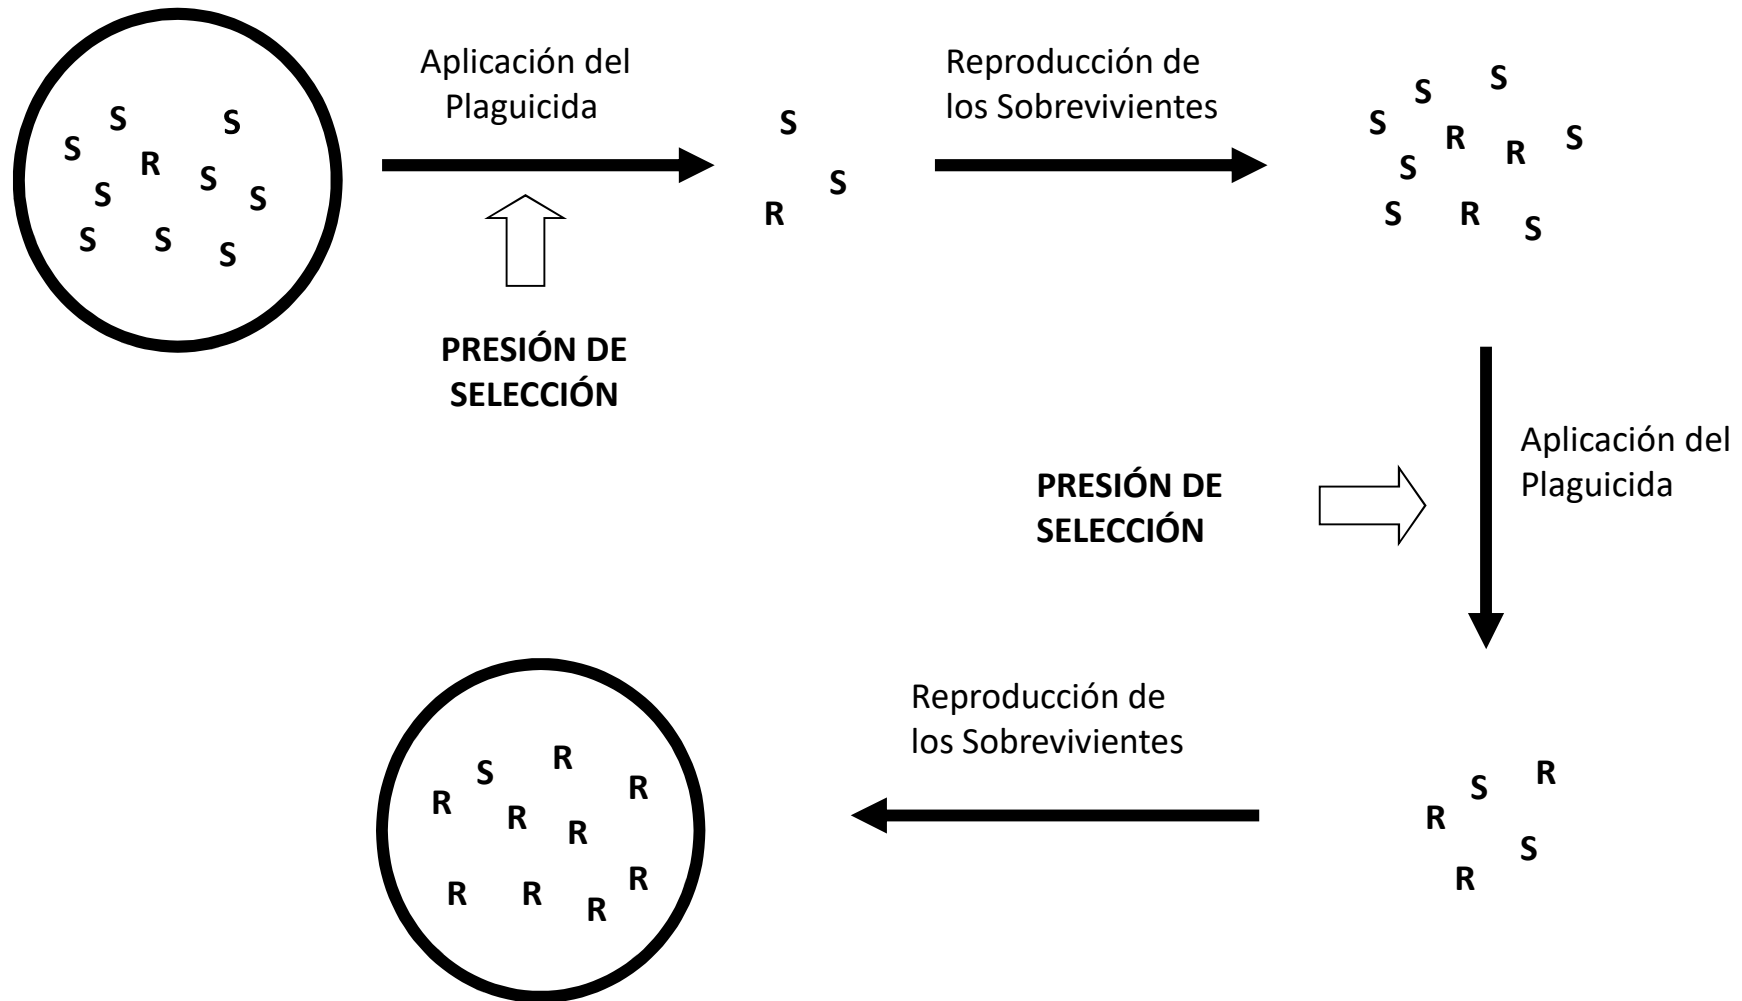 S
S
S
R
S
S
S
S
S
S
Aplicación del
Plaguicida
PRESIÓN DE
SELECCIÓN
S
S
R
Reproducción de
los Sobrevivientes
S
S
S
R
R
S
S
S
R
S
Aplicación del
Plaguicida
PRESIÓN DE
SELECCIÓN
R
S
R
S
R
Reproducción de
los Sobrevivientes
R
S
R
R
R
R
R
R
R
R